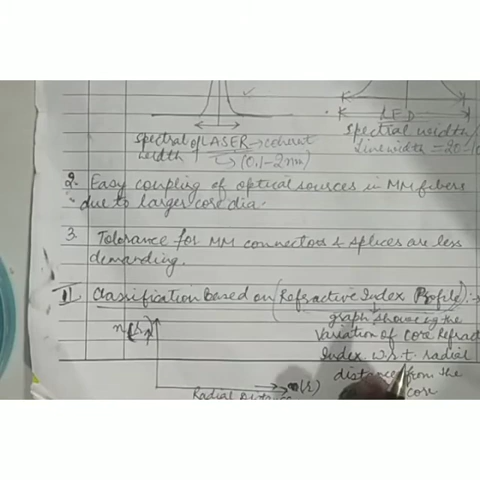 Spectral of LASER → coherent
width ↳ (0.1-2nm)
LED
Spectral width/
Linewidth = 20-10
2. Easy coupling of optical sources in MM fibers
∴ due to larger core dia.
3. Tolerance for MM connectors & splices are less
demanding.
II Classification based on (Refractive Index Profile) :→
graph showing the
Variation of Core Refract
Index w.r.t. radial
distance from the
core
Radial Distance (r)